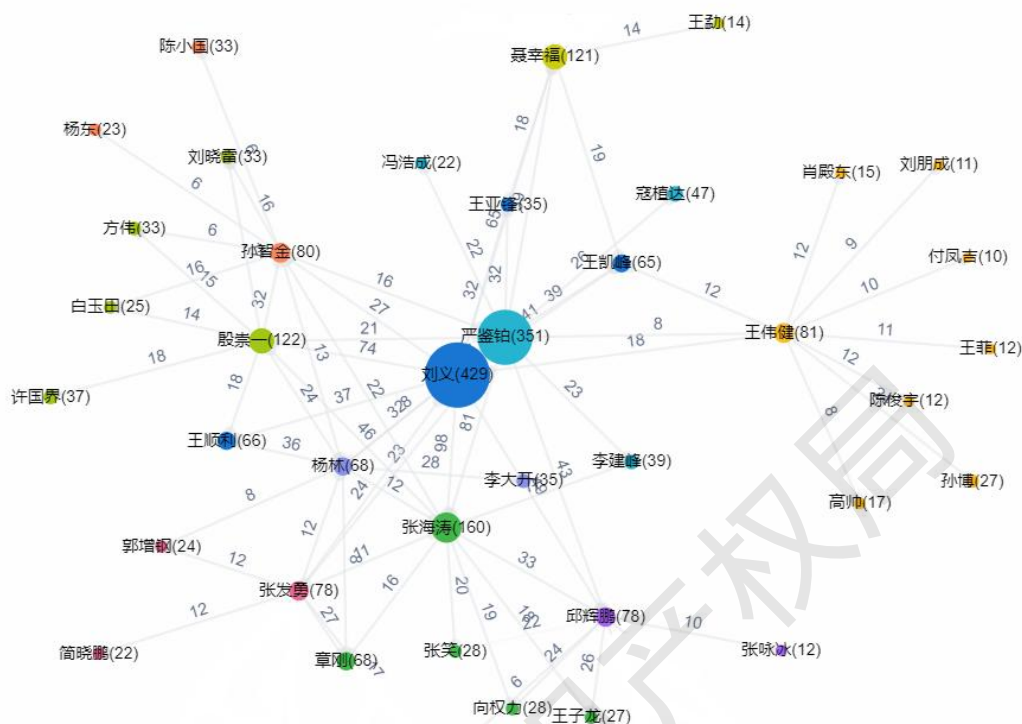 王勐(14)
陈小国(33)
聂幸福(121)
杨东(23)
刘晓雷(33)
冯浩成(22)
肖殿东(15)
刘朋成(11)
王亚锋(35)
寇植达(47)
方伟(33)
孙智金(80)
王凯峰(65)
付凤吉(10)
白玉田(25)
殷崇一(122)
严鉴铂(351)
王伟健(81)
王菲(12)
刘义(429)
许国界(37)
陈俊宇(12)
王顺利(66)
杨林(68)
李大开(35)
李建峰(39)
孙博(27)
高帅(17)
张海涛(160)
郭增钢(24)
张发勇(78)
邱辉鹏(78)
简晓鹏(22)
章刚(68)
张笑(28)
张咏冰(12)
向权力(28)
王子龙(27)
14
18
19
6
16
6
16
15
14
18
32
18
16
27
21
74
13
22
24
37
46
36
28
23
24
12
8
12
12
12
27
16
20
19
33
24
26
10
6
22
65
32
32
22
39
41
12
8
18
23
81
98
43
12
9
10
11
12
8
产权局